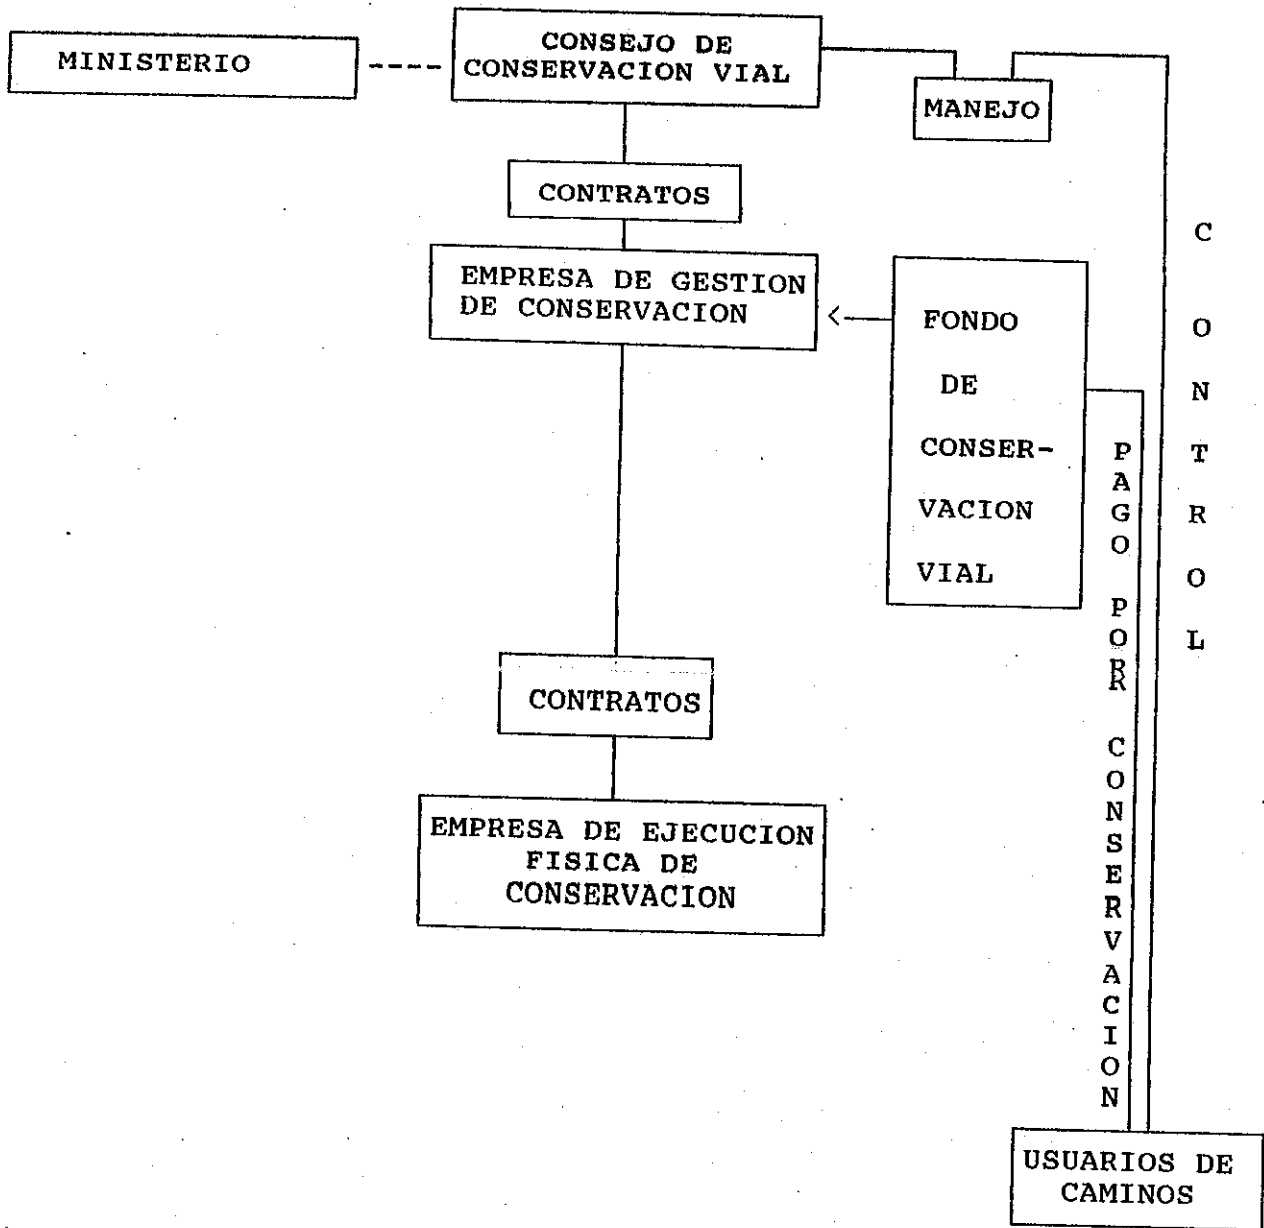 MINISTERIO
CONSEJO DE
CONSERVACION VIAL
MANEJO
CONTRATOS
EMPRESA DE GESTION
DE CONSERVACION
FONDO
DE
CONSER-
VACION
VIAL
CONTROL
PAGO PORR CONSERVACION
CONTRATOS
EMPRESA DE EJECUCION
FISICA DE
CONSERVACION
USUARIOS DE
CAMINOS